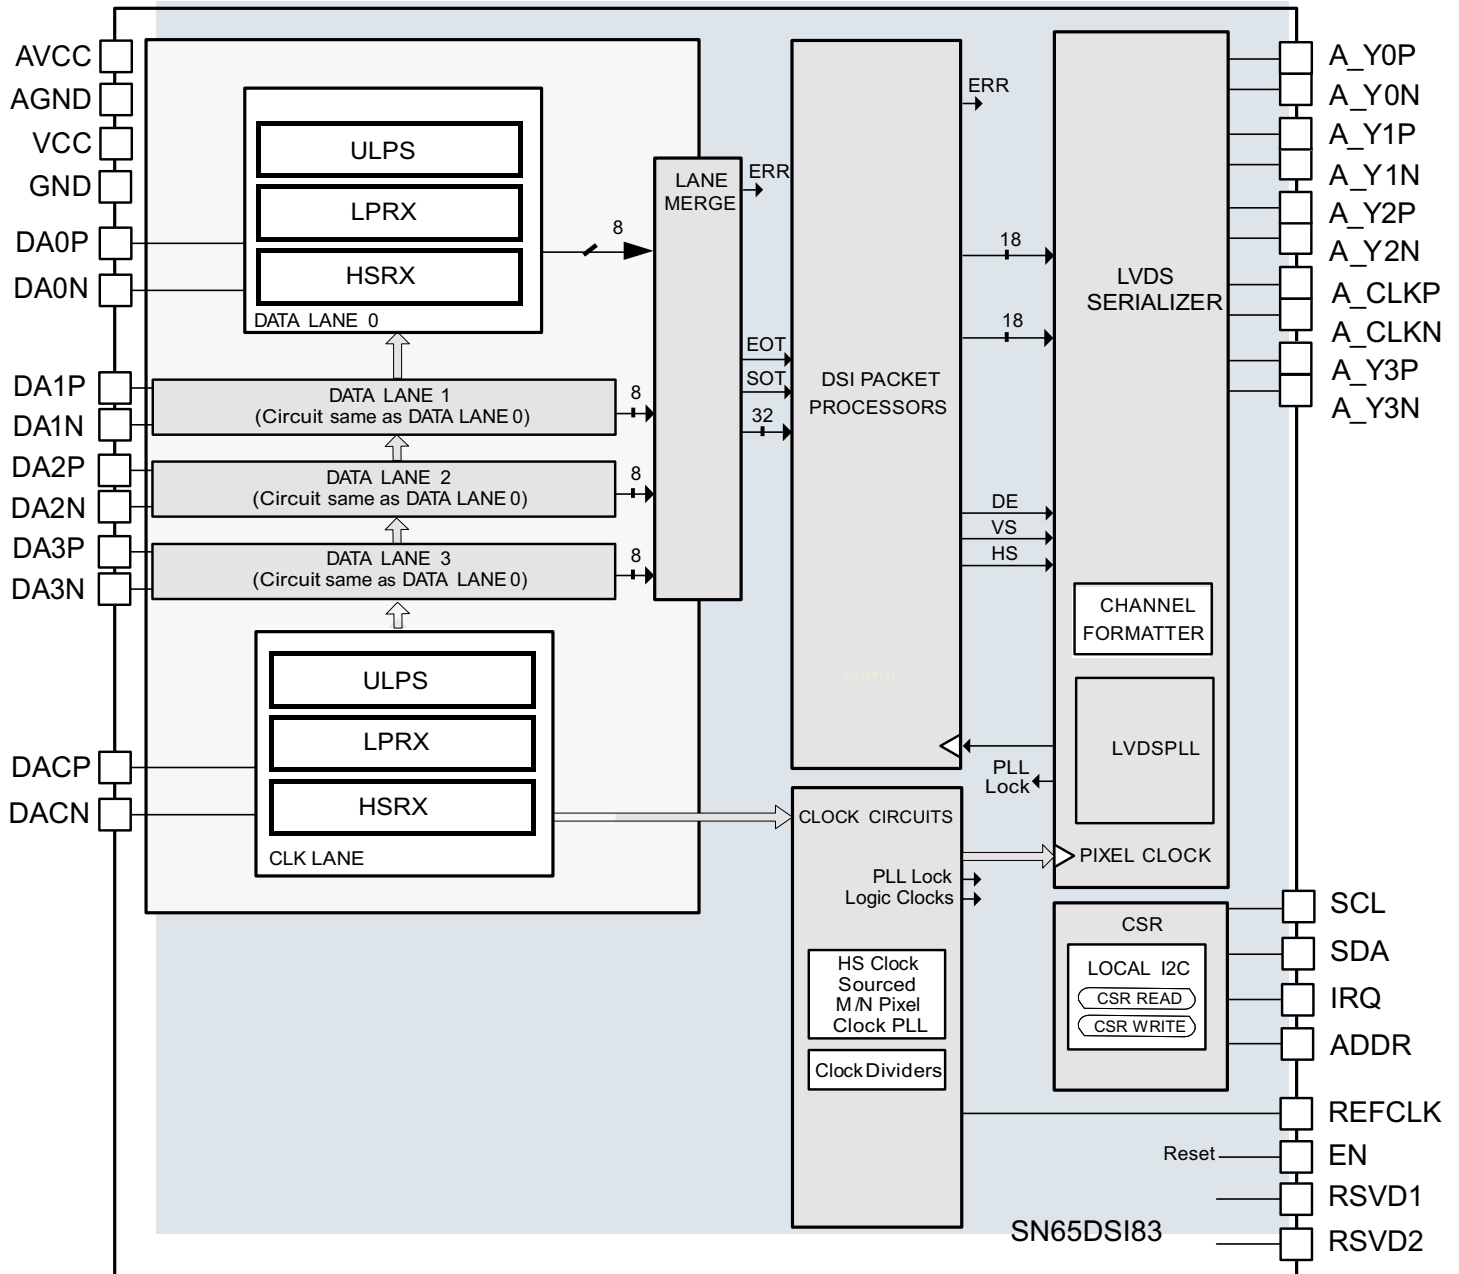 AVCC
AGND
VCC
GND
DA0P
DA0N
DA1P
DA1N
DA2P
DA2N
DA3P
DA3N
DACP
DACN
ULPS
LPRX
HSRX
DATA LANE 0
8
DATA LANE 1
(Circuit same as DATA LANE 0)
8
DATA LANE 2
(Circuit same as DATA LANE 0)
8
DATA LANE 3
(Circuit same as DATA LANE 0)
8
ULPS
LPRX
HSRX
CLK LANE
LANE
MERGE
ERR
EOT
SOT
32
DSI PACKET
PROCESSORS
PARTIAL
ERR
18
18
DE
VS
HS
PLL
Lock
LVDS
SERIALIZER
CHANNEL
FORMATTER
LVDSPLL
PIXEL CLOCK
CLOCK CIRCUITS
PLL Lock
Logic Clocks
HS Clock
Sourced
M/N Pixel
Clock PLL
Clock Dividers
CSR
LOCAL I2C
CSR READ
CSR WRITE
A_Y0P
A_Y0N
A_Y1P
A_Y1N
A_Y2P
A_Y2N
A_CLKP
A_CLKN
A_Y3P
A_Y3N
SCL
SDA
IRQ
ADDR
REFCLK
Reset
EN
RSVD1
RSVD2
SN65DSI83